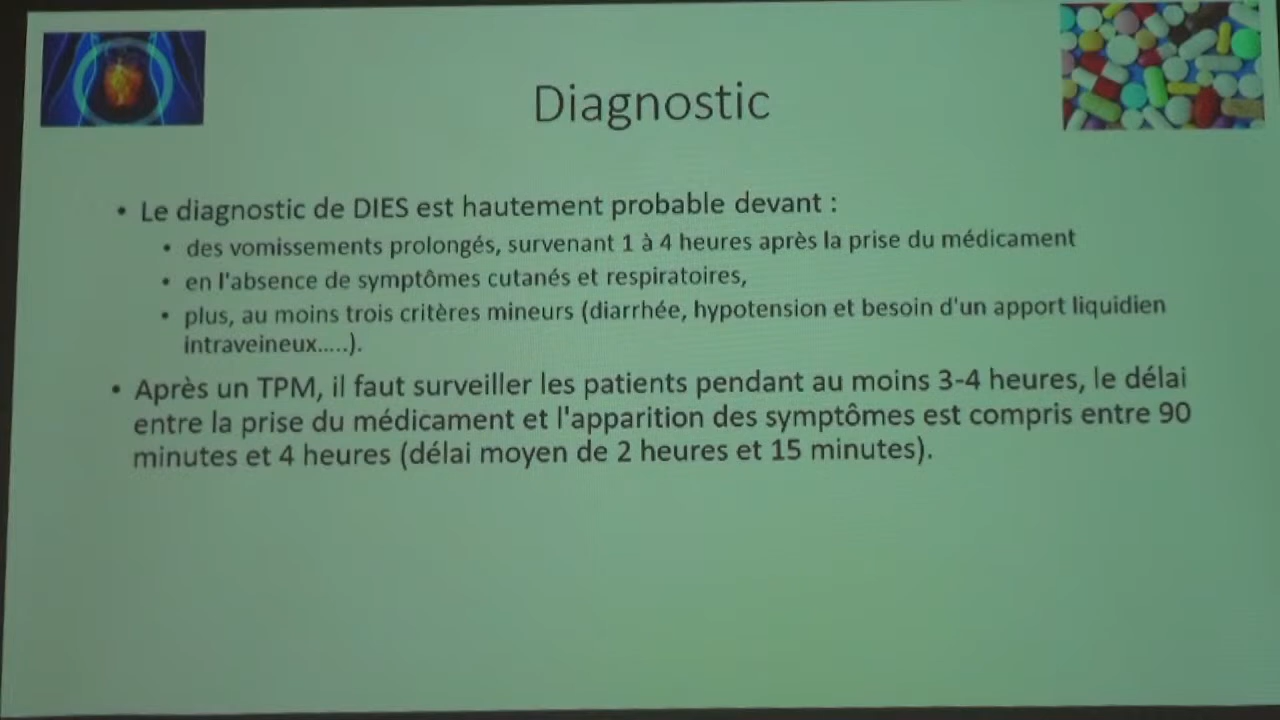 Diagnostic
• Le diagnostic de DIES est hautement probable devant :
• des vomissements prolongés, survenant 1 à 4 heures après la prise du médicament
• en l'absence de symptômes cutanés et respiratoires,
• plus, au moins trois critères mineurs (diarrhée, hypotension et besoin d'un apport liquidien
intraveineux.....).
• Après un TPM, il faut surveiller les patients pendant au moins 3-4 heures, le délai
entre la prise du médicament et l'apparition des symptômes est compris entre 90
minutes et 4 heures (délai moyen de 2 heures et 15 minutes).